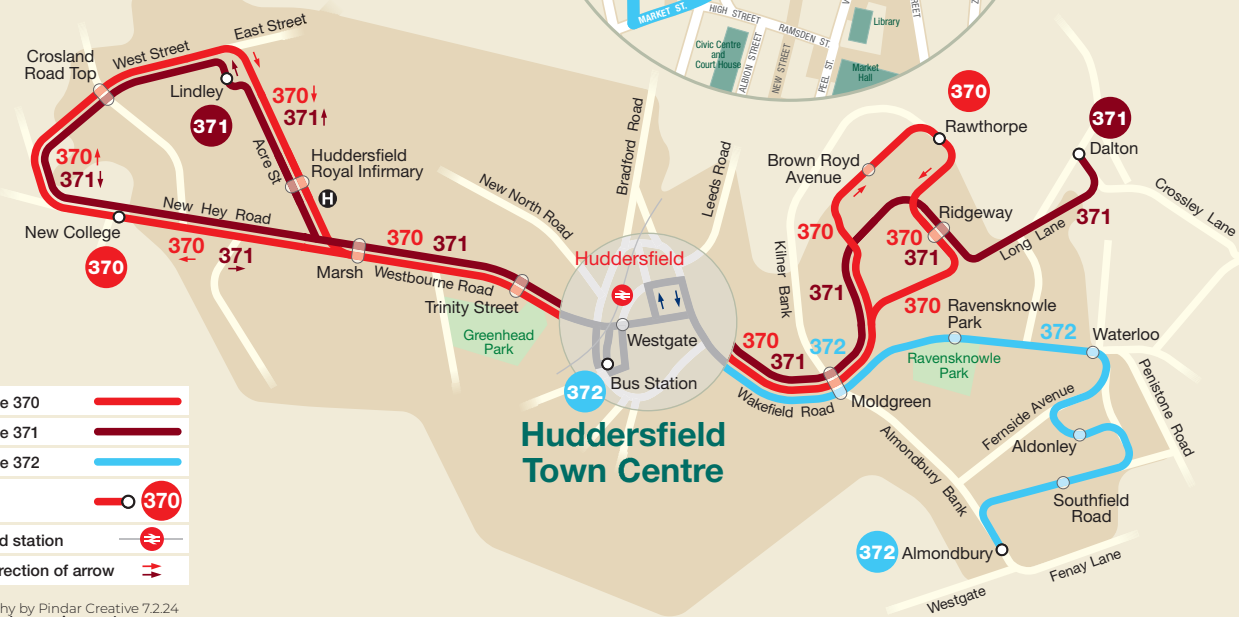 MARKET ST.
HIGH STREET
RAMSDEN ST.
ALBION STREET
NEW STREET
PEEL ST.
Library
Civic Centre
and
Court House
Market
Hall
East Street
West Street
Crosland
Road Top
Lindley
371
370↓
371↑
Acre St
Huddersfield
Royal Infirmary
H
370↑
371↓
New Hey Road
New College
370
370
←
371
→
370 371
Marsh
Westbourne Road
Trinity Street
Greenhead
Park
New North Road
Bradford Road
Leeds Road
Huddersfield
Westgate
Bus Station
372
Huddersfield
Town Centre
370
Rawthorpe
371
Dalton
Brown Royd
Avenue
Kilner Bank
370
Ridgeway
370
371
Long Lane
371
Crossley Lane
371
370
Ravensknowle
Park
372
Waterloo
Ravensknowle
Park
372
370
371
Wakefield Road
Moldgreen
Almondbury Bank
Fernside Avenue
Penistone Road
Aldonley
Southfield
Road
372
Almondbury
Fenay Lane
Westgate
e 370
e 371
e 372
370
d station
rection of arrow
hy by Pindar Creative 7.2.24